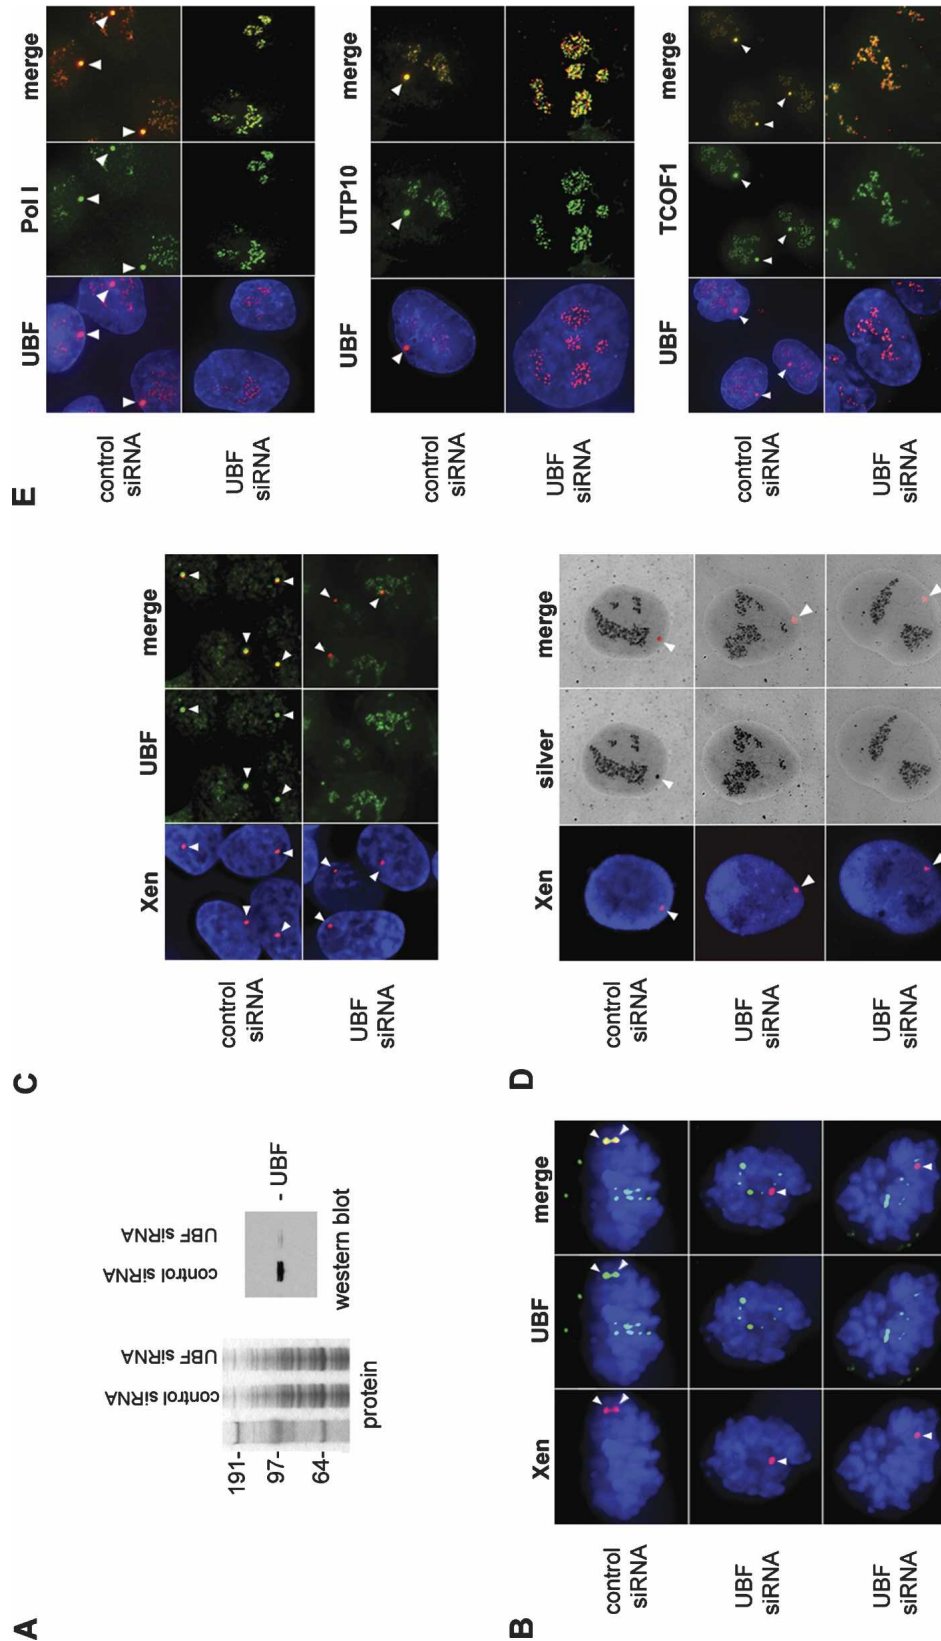 A
191-
97-
64-
control siRNA
UBF siRNA
protein
control siRNA
UBF siRNA
- UBF
western blot
B
Xen
UBF
merge
control
siRNA
UBF
siRNA
UBF
siRNA
C
Xen
UBF
merge
control
siRNA
UBF
siRNA
D
Xen
silver
merge
control
siRNA
UBF
siRNA
UBF
siRNA
E
UBF
Pol I
merge
control
siRNA
UBF
siRNA
UBF
UTP10
merge
control
siRNA
UBF
siRNA
UBF
TCOF1
merge
control
siRNA
UBF
siRNA